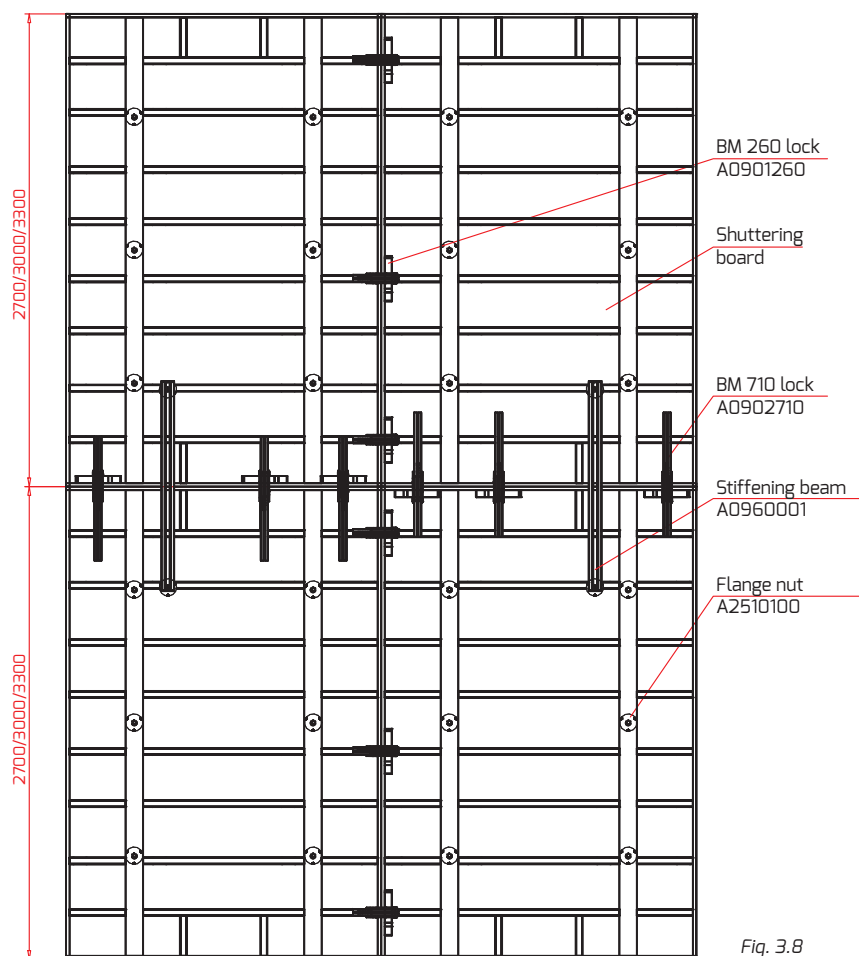 2700/3000/3300
BM 260 lock
A0901260
Shuttering
board
BM 710 lock
A0902710
Stiffening beam
A0960001
Flange nut
A2510100
2700/3000/3300
Fig. 3.8